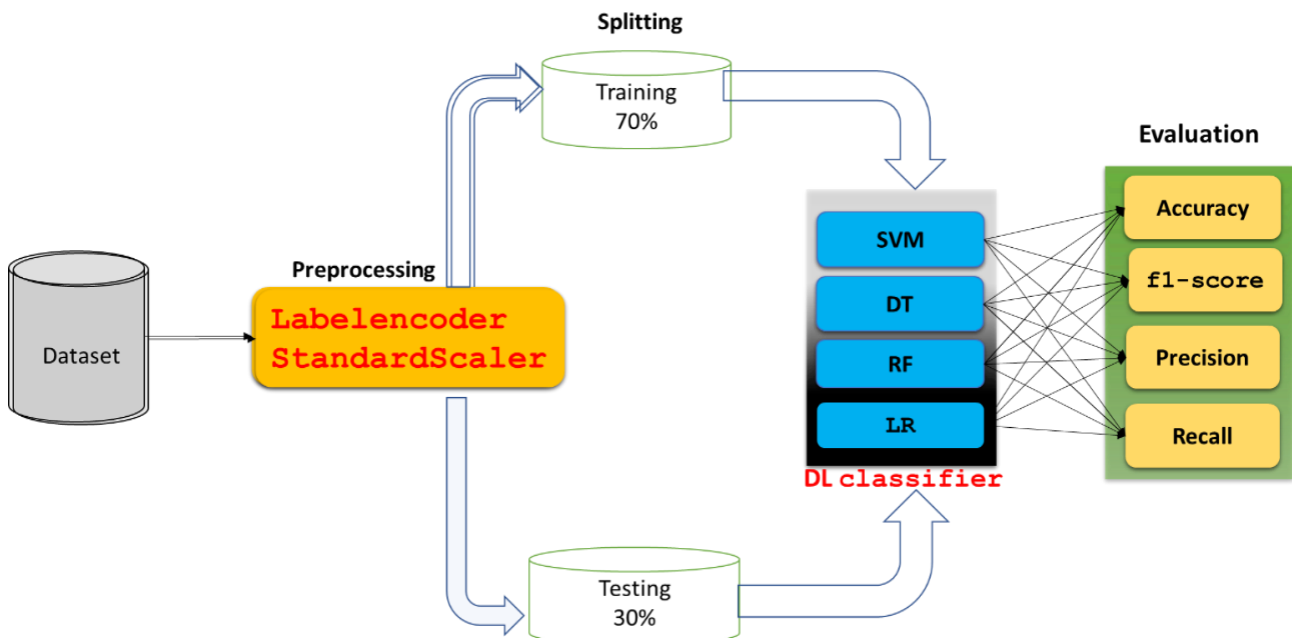 Splitting
Training
70%
Evaluation
Accuracy
SVM
Preprocessing
f1-score
Labelencoder
DT
StandardScaler
Dataset
Precision
RF
LR
Recall
DL classifier
Testing
30%